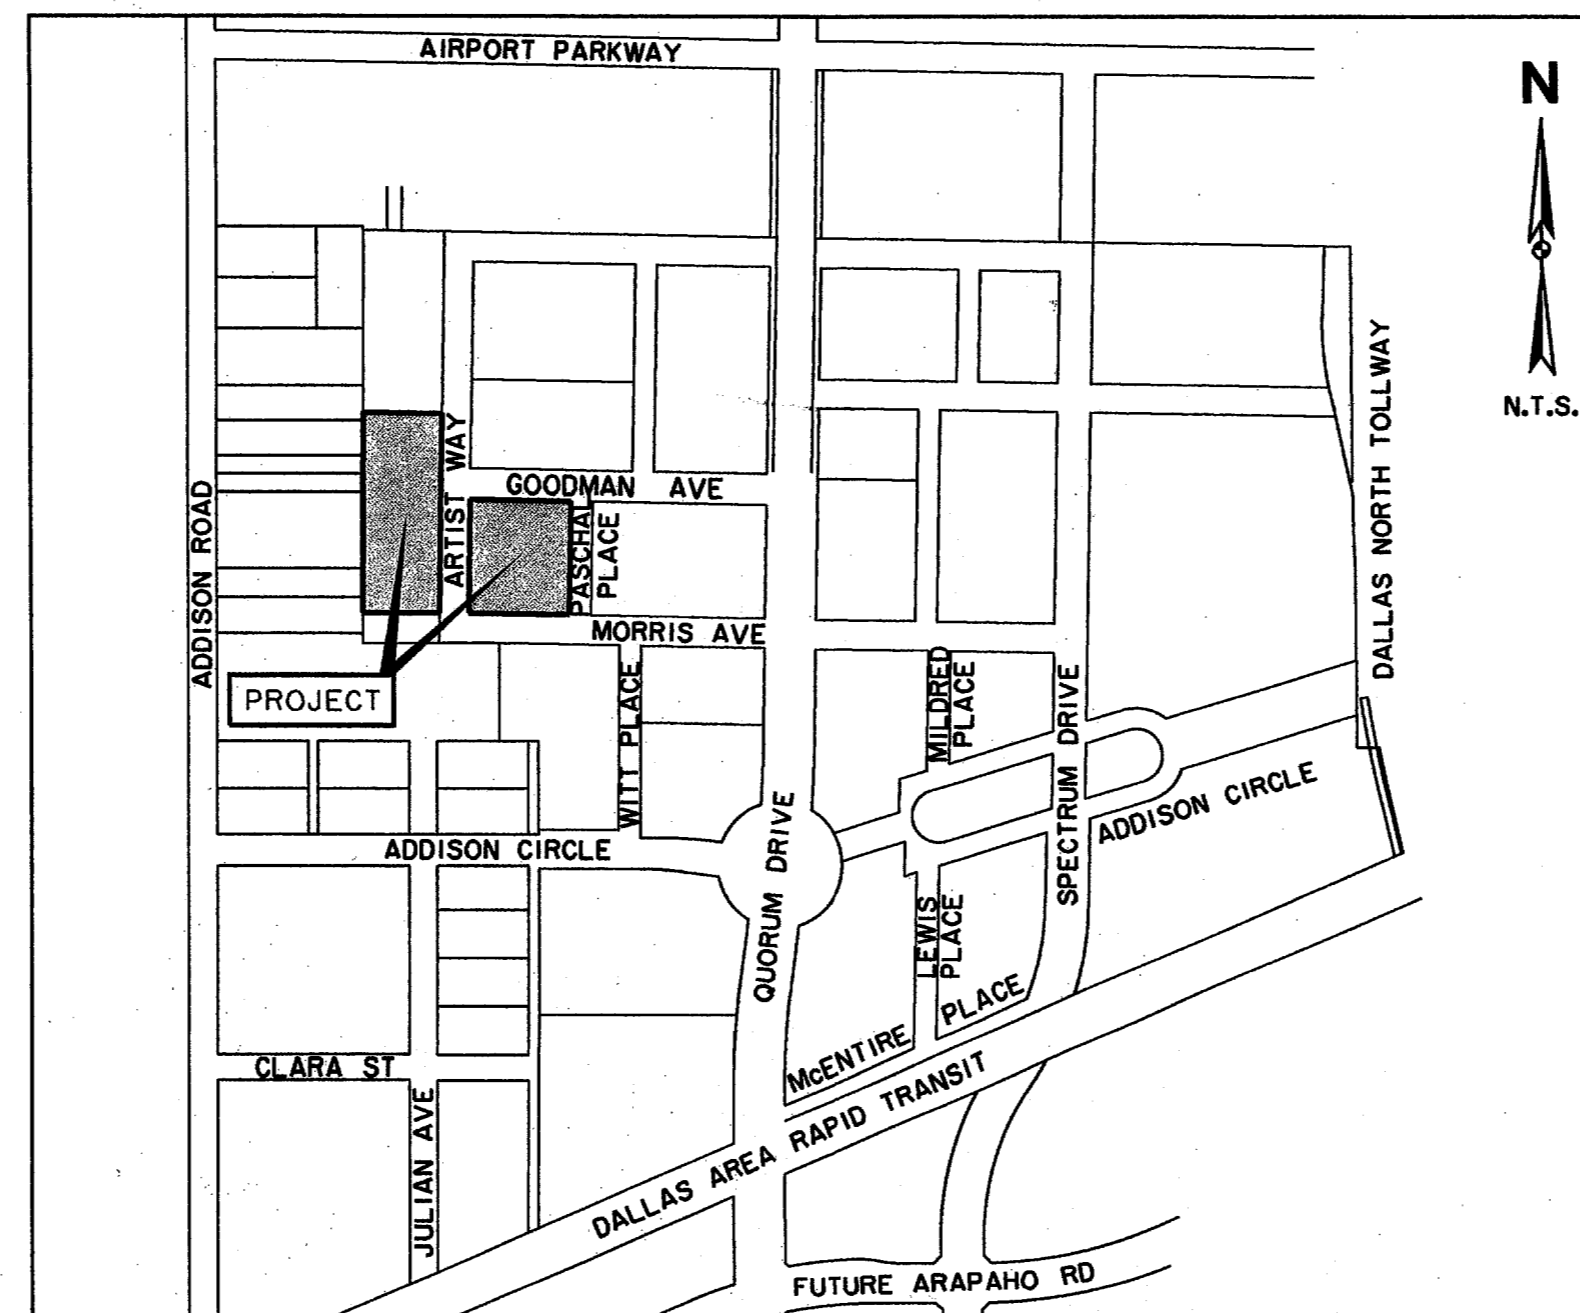 AIRPORT PARKWAY
N
N.T.S.
DALLAS NORTH TOLLWAY
ADDISON ROAD
ARTIST WAY
GOODMAN AVE
PASCHAL
PLACE
MORRIS AVE
PROJECT
WITT PLACE
MILDRED
PLACE
SPECTRUM DRIVE
QUORUM DRIVE
ADDISON CIRCLE
ADDISON CIRCLE
LEWIS
PLACE
McENTIRE PLACE
CLARA ST
JULIAN AVE
DALLAS AREA RAPID TRANSIT
FUTURE ARAPAHO RD